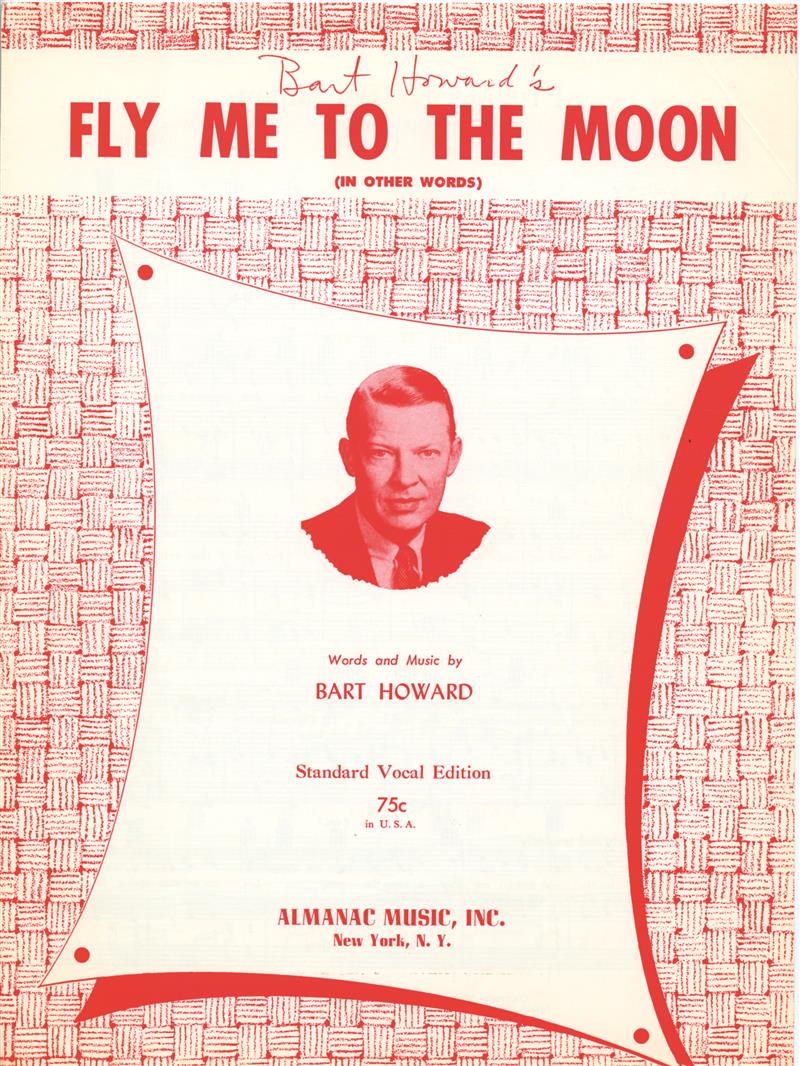 Bart Howard's
FLY ME TO THE MOON
(IN OTHER WORDS)
Words and Music by
BART HOWARD
Standard Vocal Edition
75c
in U. S. A.
ALMANAC MUSIC, INC.
New York, N. Y.